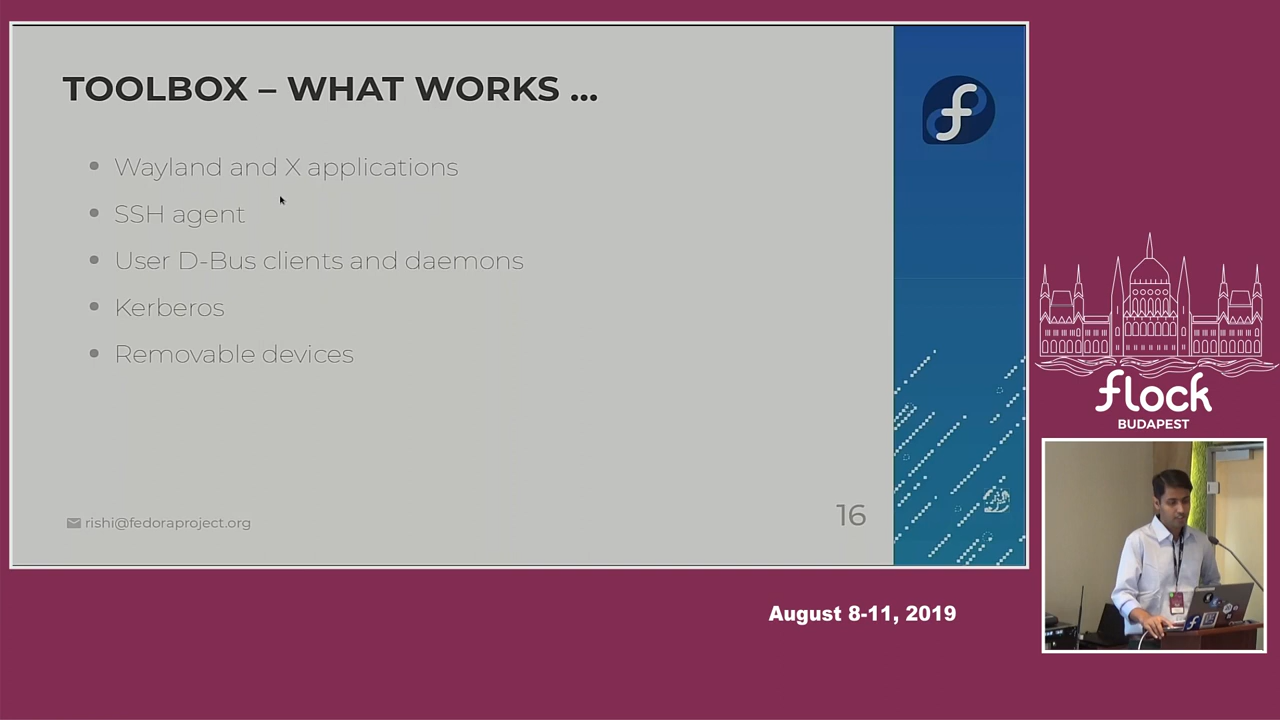 TOOLBOX – WHAT WORKS ...
Wayland and X applications
SSH agent
User D-Bus clients and daemons
Kerberos
Removable devices
rishi@fedoraproject.org
16
flock
BUDAPEST
August 8-11, 2019